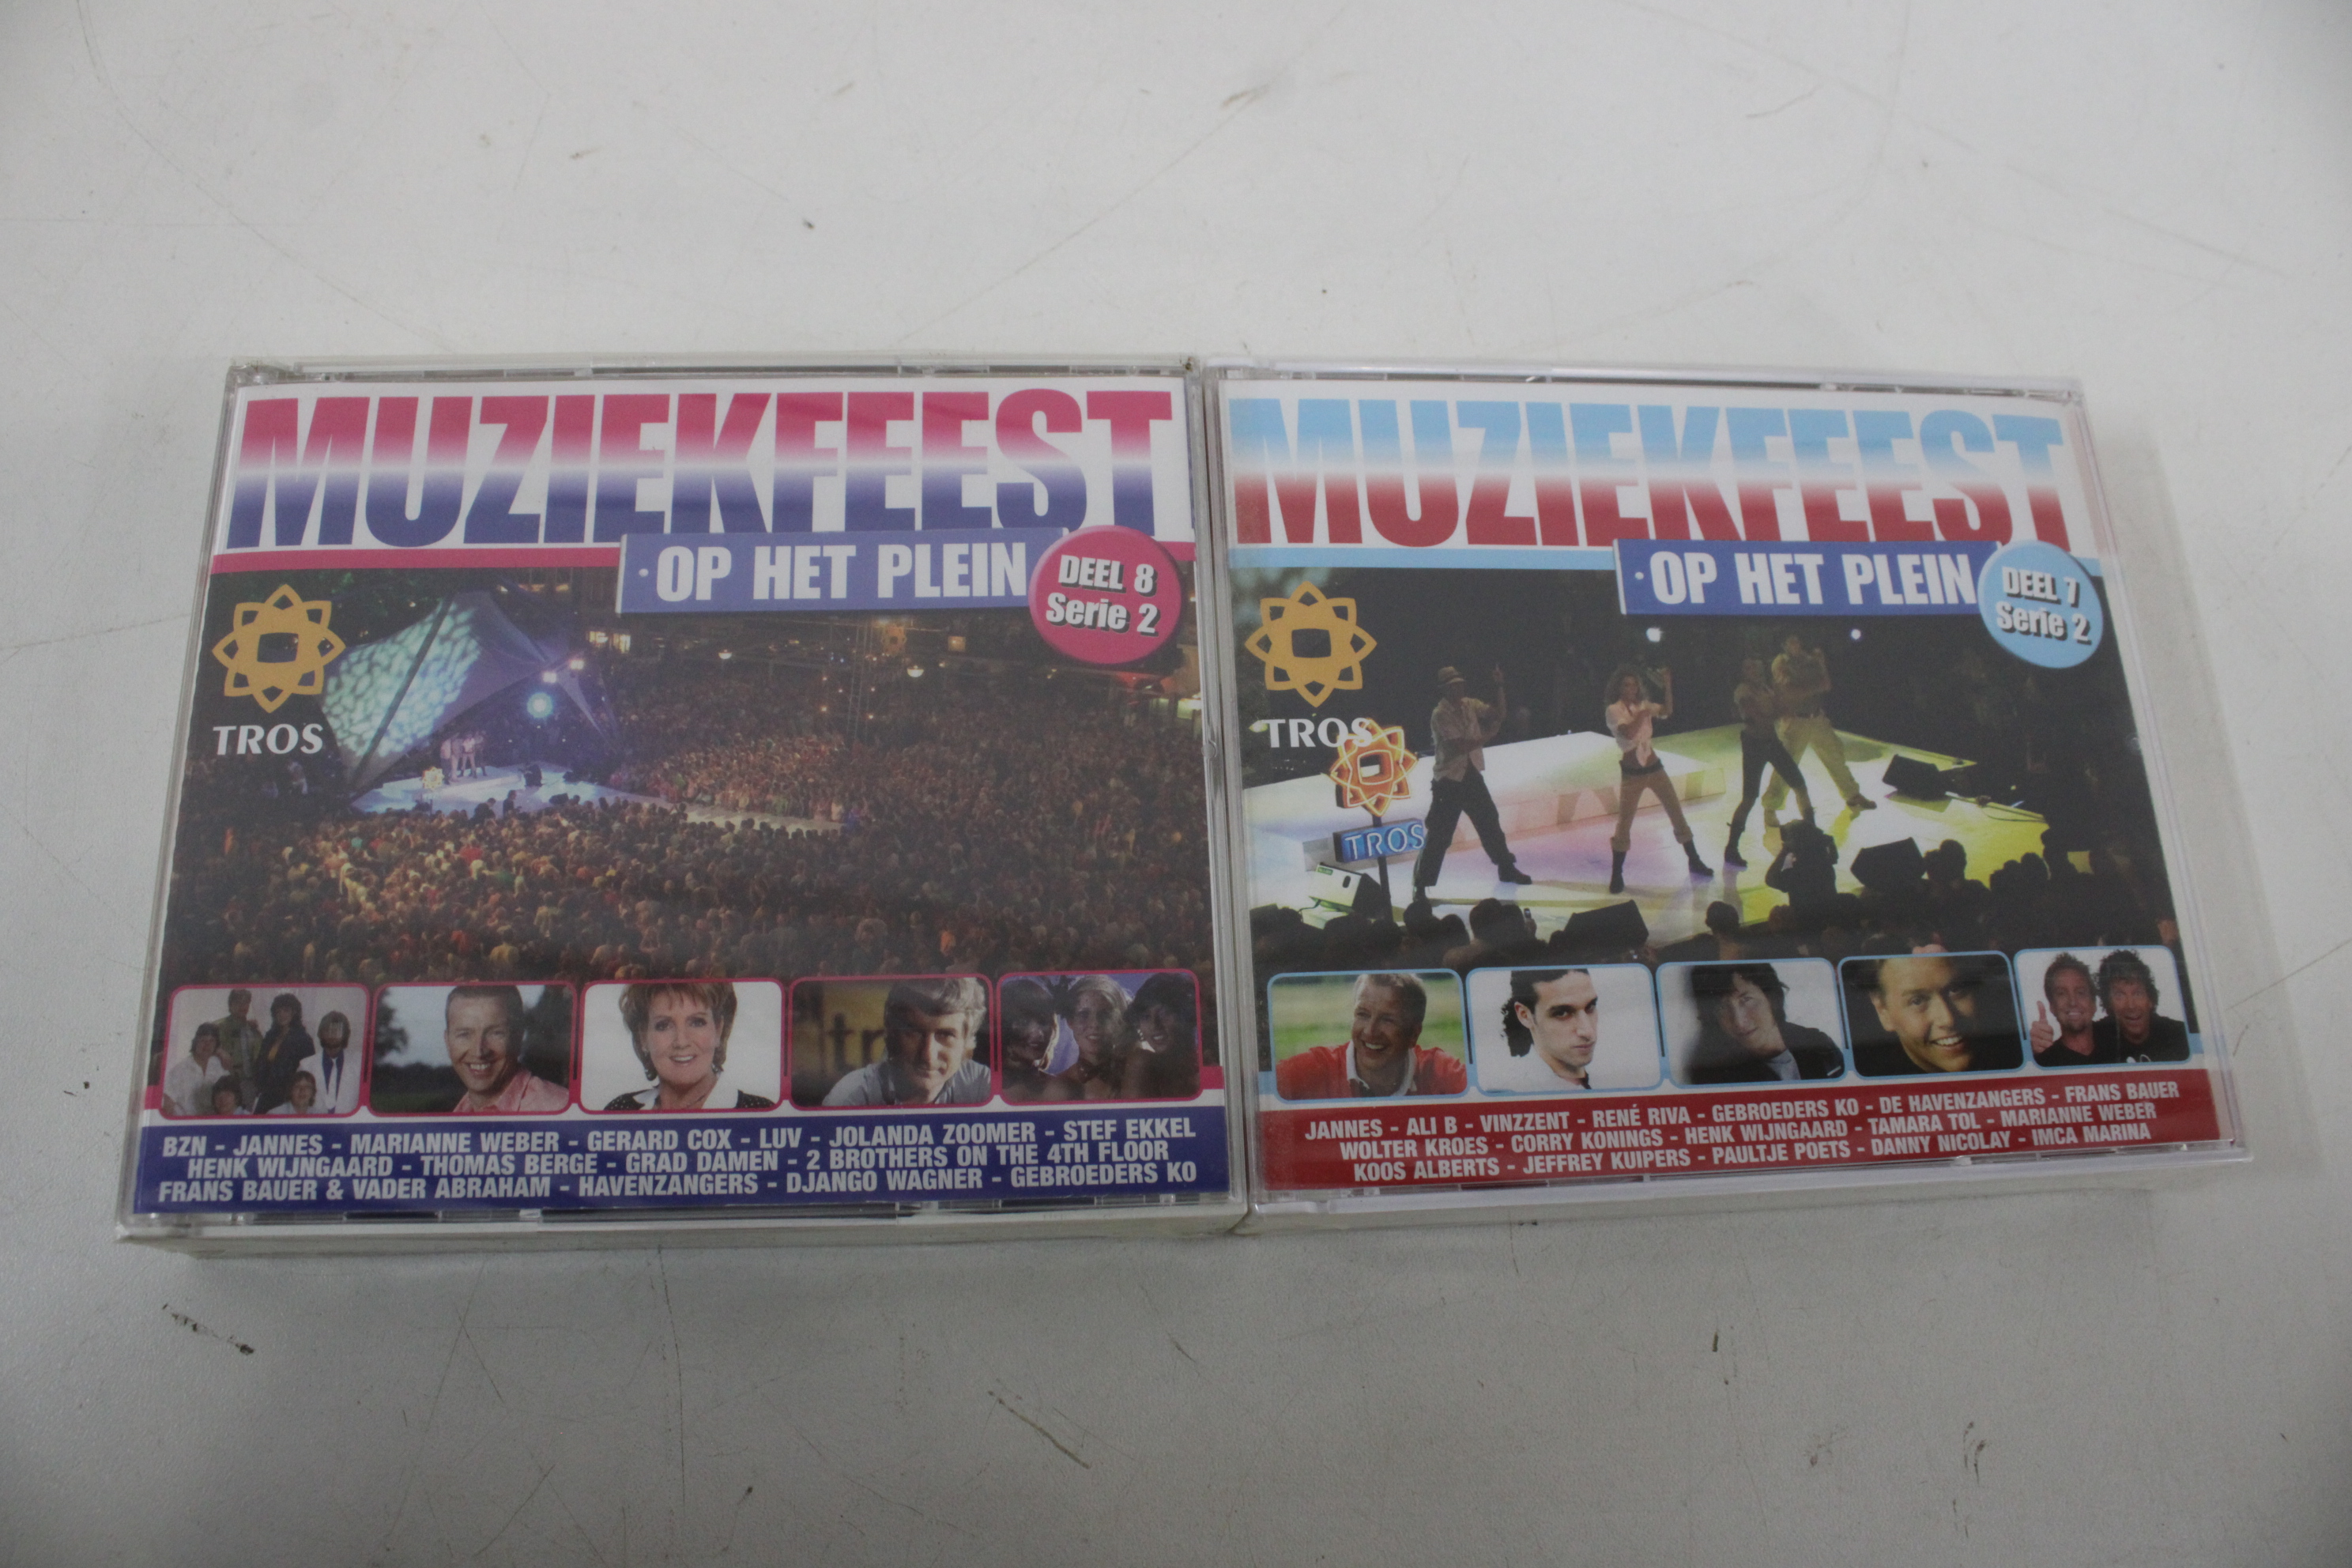 MUZIEKFEEST
· OP HET PLEIN
DEEL 8
Serie 2
TROS
BZN - JANNES - MARIANNE WEBER - GERARD COX - LUV - JOLANDA ZOOMER - STEF EKKEL
HENK WIJNGAARD - THOMAS BERGE - GRAD DAMEN - 2 BROTHERS ON THE 4TH FLOOR
FRANS BAUER & VADER ABRAHAM - HAVENZANGERS - DJANGO WAGNER - GEBROEDERS KO
MUZIEKFEEST
· OP HET PLEIN
DEEL 7
Serie 2
TROS
TROS
JANNES - ALI B - VINZZENT - RENÉ RIVA - GEBROEDERS KO - DE HAVENZANGERS - FRANS BAUER
WOLTER KROES - CORRY KONINGS - HENK WIJNGAARD - TAMARA TOL - MARIANNE WEBER
KOOS ALBERTS - JEFFREY KUIPERS - PAULTJE POETS - DANNY NICOLAY - IMCA MARINA